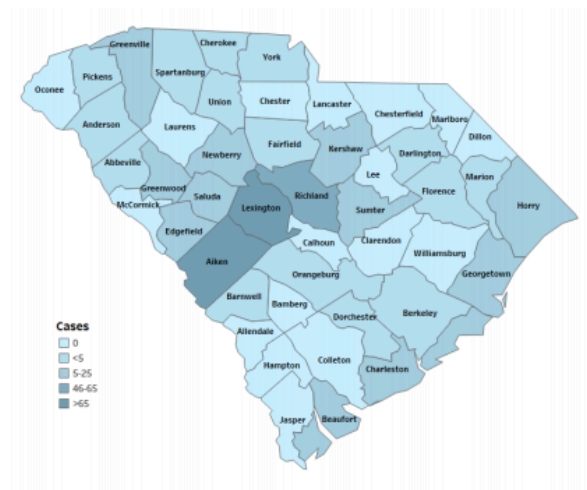 Cherokee
Greenville
York
Spartanburg
Pickens
Oconee
Union
Chester
Lancaster
Chesterfield
Marlboro
Anderson
Laurens
Dillon
Fairfield
Kershaw
Darlington
Newberry
Abbeville
Lee
Marion
Greenwood
Saluda
Richland
Florence
McCormick
Lexington
Horry
Sumter
Edgefield
Calhoun
Clarendon
Williamsburg
Aiken
Orangeburg
Georgetown
Barnwell
Bamberg
Dorchester
Berkeley
Allendale
Colleton
Hampton
Charleston
Jasper
Beaufort
Cases
0
<5
5-25
46-65
>65